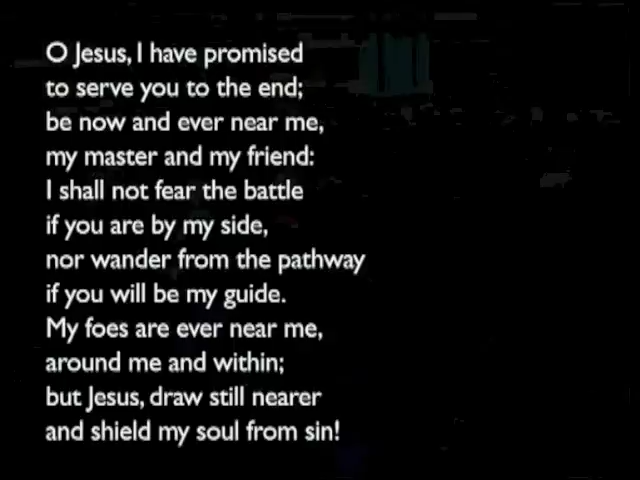 O Jesus, I have promised
to serve you to the end;
be now and ever near me,
my master and my friend:
I shall not fear the battle
if you are by my side,
nor wander from the pathway
if you will be my guide.
My foes are ever near me,
around me and within;
but Jesus, draw still nearer
and shield my soul from sin!